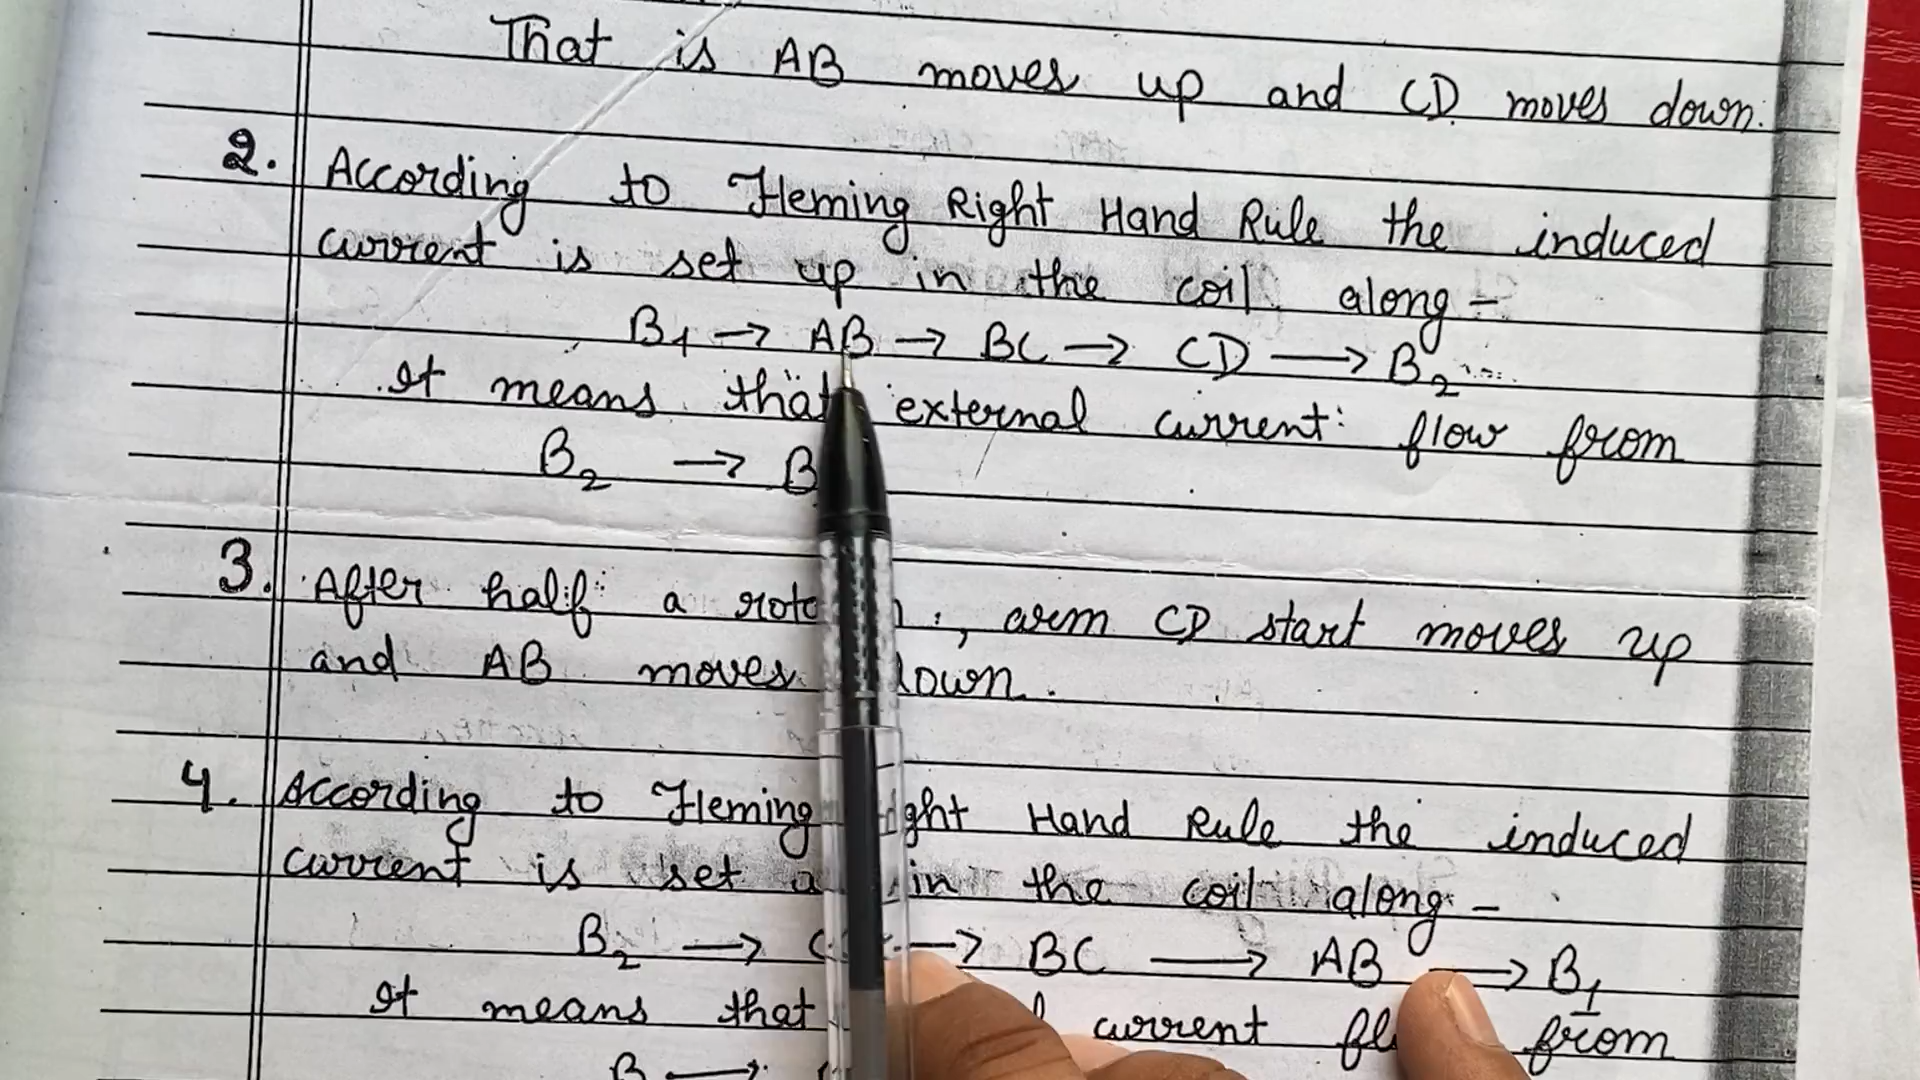 That is AB moves up and CD moves down.
2. According to Fleming Right Hand Rule the induced
current is set up in the coil along -
B1 → AB → BC → CD → B2
It means that external current flow from
B2 → B
3. After half a , arm CD start moves up
and AB moves down.
4. According to Fleming Right Hand Rule the induced
current is set in the coil along -
B2 → → BC → AB → B1
It means that current from
B →